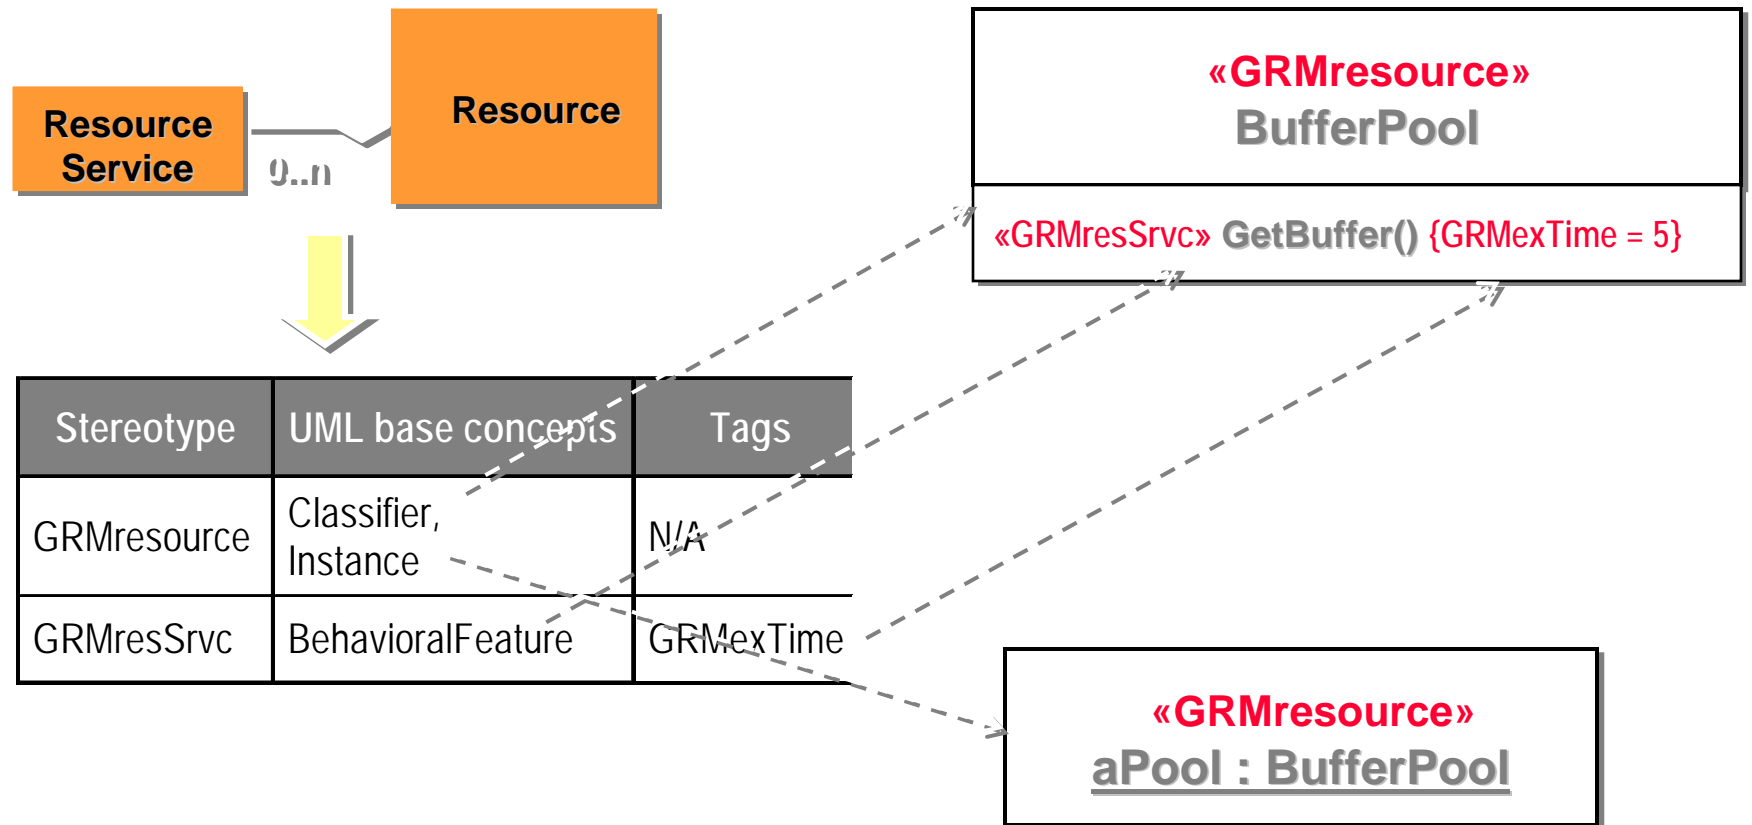 Resource
Service
0..n
Resource
«GRMresource»
BufferPool
«GRMresSrvc» GetBuffer() {GRMexTime = 5}
Stereotype UML base concepts Tags
GRMresource Classifier, Instance N/A
GRMresSrvc BehavioralFeature GRMexTime
«GRMresource»
aPool : BufferPool